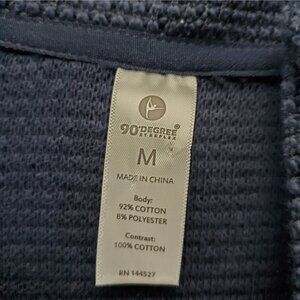 90°DEGREE®
BY REFLEX
M
MADE IN CHINA
Body:
92% COTTON
8% POLYESTER
Contrast:
100% COTTON
RN 144527